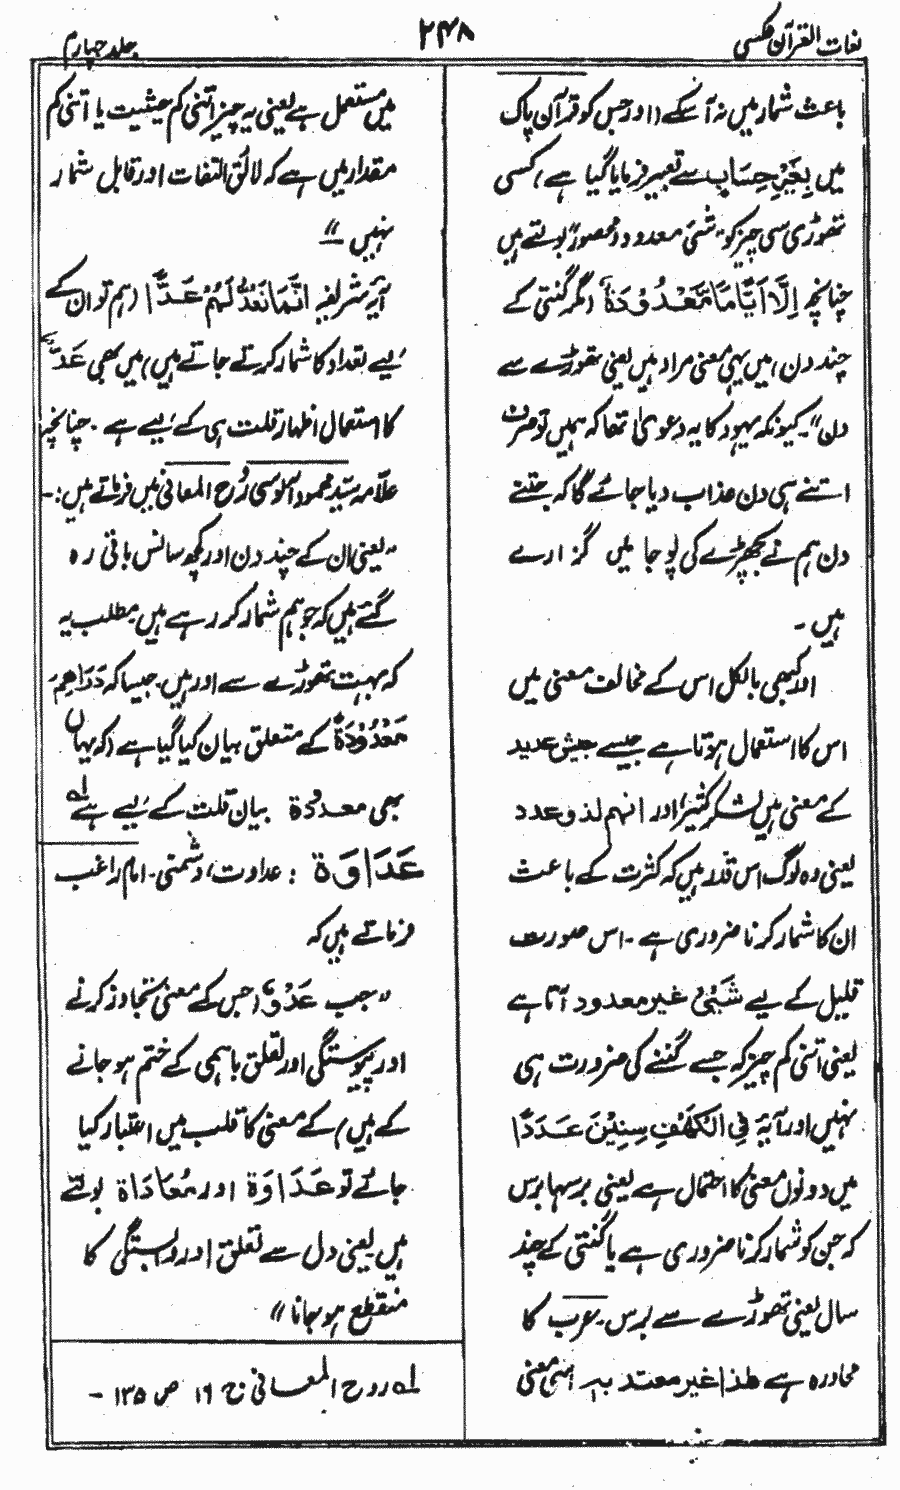 لغات القرآن عکسی
۲۴۸
جلد چہارم
باعث شمار میں نہ آسکے (اور جس کو قرآن پاک
میں بِغَیْرِ حِسَابٍ سے تعبیر فرمایا گیا ہے، کسی
تھوڑی سی چیز کو "شئ معدود و محصور" بولتے ہیں
چنانچہ اِلَّا اَیَّامًا مَّعْدُوْدَۃً (مگر گنتی کے
چند دن) میں یہی معنی مراد ہیں یعنی تھوڑے سے
دن"۔ کیونکہ یہود کا یہ دعویٰ تھا کہ ہمیں تو صرف
اتنے ہی دن عذاب دیا جائے گا کہ جتنے
دن ہم نے بچھڑے کی پوجا میں گزارے
ہیں۔
اور کبھی بالکل اس کے مخالف معنی میں
اس کا استعمال ہوتا ہے جیسے جیش عدید
کے معنی ہیں لشکر کثیر، اور انہم لذو عدد
یعنی وہ لوگ اس قدر ہیں کہ کثرت کے باعث
ان کا شمار کرنا ضروری ہے۔ اس صورت
قلیل کے لیے شَیْئٌ غیر معدود آتا ہے
یعنی اتنی کم چیز کہ جسے گننے کی ضرورت ہی
نہیں اور آیۃ فِی الْکَھْفِ سِنِیْنَ عَدَدًا
میں دونوں معنی کا احتمال ہے یعنی برسہا برس
کہ جن کو شمار کرنا ضروری ہے یا گنتی کے چند
سال یعنی تھوڑے سے برس۔ عرب کا
محاورہ ہے ھذا غیر معتد بہ اسی معنی
میں مستعمل ہے یعنی یہ چیز اتنی کم حیثیت یا اتنی کم
مقدار میں ہے کہ لائق التفات اور قابل شمار
نہیں"
آیۃ شریفہ اِنَّمَا نَعُدُّ لَہُمْ عَدًّا (ہم تو ان کے
لیے تعداد کا شمار کرتے جاتے ہیں) میں بھی عَدّ
کا استعمال اظہار قلت ہی کے لیے ہے۔ چنانچہ
علامہ سید محمود آلوسی رُوح المعانی میں فرماتے ہیں:۔
"یعنی ان کے چند دن اور کچھ سانس باقی رہ
گئے ہیں کہ جو ہم شمار کر رہے ہیں۔ مطلب یہ
کہ بہت تھوڑے سے اور ہیں۔ جیسا کہ دَرَاهِمَ
مَعْدُوْدَۃٍ کے متعلق بیان کیا گیا ہے (کہ یہاں
بھی معدودۃ بیان قلت کے لیے ہے لہ
عَدَاوَۃ : عداوت، دشمنی۔ امام راغب
فرماتے ہیں کہ
"جب عَدْوٌ (جس کے معنی تجاوز کرنے
اور پیوستگی اور تعلق باہمی کے ختم ہو جانے
کے ہیں) کے معنی کا قلب میں اعتبار کیا
جائے تو عَدَاوَۃ اور مُعَادَاۃ بولتے
ہیں۔ یعنی دل سے تعلق اور وابستگی کا
منقطع ہو جانا"
لہ روح المعانی ج ۱۶ ص ۱۳۵ ۔